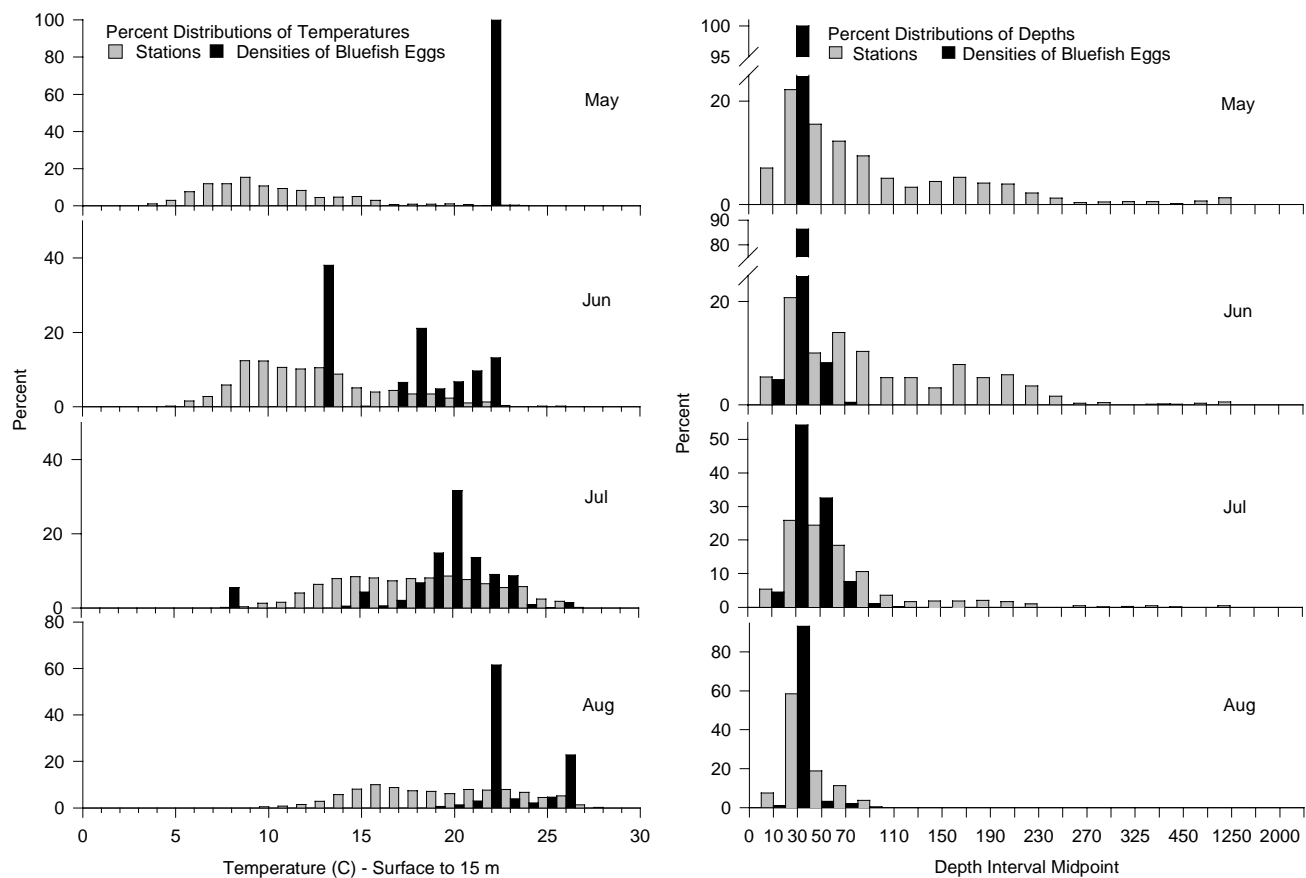 Percent Distributions of Temperatures
Stations Densities of Bluefish Eggs
100
80
60
40
20
0
May
40
20
0
Jun
Percent
40
20
0
Jul
80
60
40
20
0
Aug
0 5 10 15 20 25 30
Temperature (C) - Surface to 15 m
Percent Distributions of Depths
Stations Densities of Bluefish Eggs
100
95
20
0
May
90
80
20
0
Jun
Percent
50
40
30
20
10
0
Jul
80
60
40
20
0
Aug
0 10 30 50 70 110 150 190 230 270 325 450 1250 2000
Depth Interval Midpoint